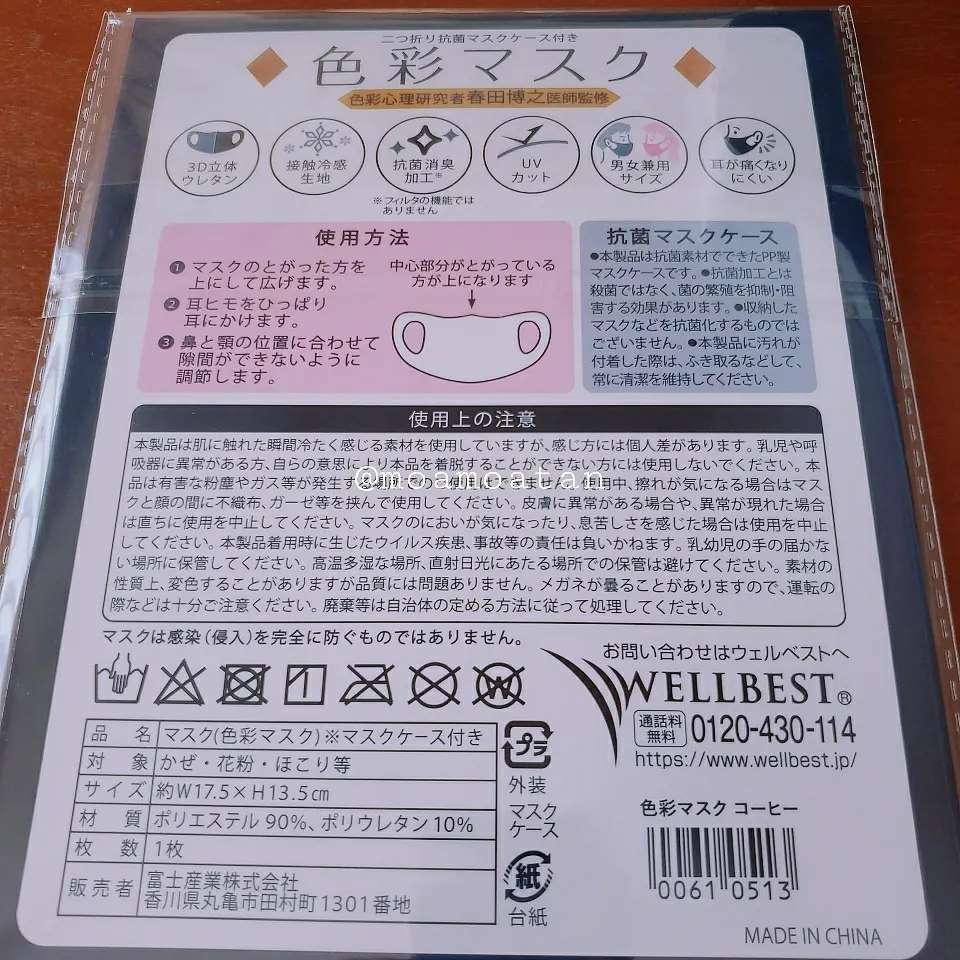 二つ折り抗菌マスクケース付き
色彩マスク
色彩心理研究者 春田博之医師監修
3D立体
ウレタン
接触冷感
生地
抗菌消臭
加工※
UV
カット
男女兼用
サイズ
耳が痛くなり
にくい
※フィルタの機能では
ありません
使用方法
❶ マスクのとがった方を
上にして広げます。
❷ 耳ヒモをひっぱり
耳にかけます。
❸ 鼻と顎の位置に合わせて
隙間ができないように
調節します。
中心部分がとがっている
方が上になります
抗菌マスクケース
●本製品は抗菌素材でできたPP製
マスクケースです。●抗菌加工とは
殺菌ではなく、菌の繁殖を抑制・阻
害する効果があります。●収納した
マスクなどを抗菌化するものでは
ございません。●本製品に汚れが
付着した際は、ふき取るなどして、
常に清潔を維持してください。
使用上の注意
本製品は肌に触れた瞬間冷たく感じる素材を使用していますが、感じ方には個人差があります。乳児や呼
吸器に異常がある方、自らの意思により本品を着脱することができない方には使用しないでください。本
品は有害な粉塵やガス等が発生する場所でのご使用はできません。使用中、擦れが気になる場合はマス
クと顔の間に不織布、ガーゼ等を挟んで使用してください。皮膚に異常がある場合や、異常が現れた場合
は直ちに使用を中止してください。マスクのにおいが気になったり、息苦しさを感じた場合は使用を中止
してください。本製品着用時に生じたウイルス疾患、事故等の責任は負いかねます。乳幼児の手の届かな
い場所に保管してください。高温多湿な場所、直射日光にあたる場所での保管は避けてください。素材の
性質上、変色することがありますが品質には問題ありません。メガネが曇ることがありますので、運転の
際などは十分ご注意ください。廃棄等は自治体の定める方法に従って処理してください。
@moamoatan
マスクは感染(侵入)を完全に防ぐものではありません。
W
お問い合わせはウェルベストへ
WELLBEST®
通話料
無料
0120-430-114
https://www.wellbest.jp/
品名 マスク(色彩マスク)※マスクケース付き
対象 かぜ・花粉・ほこり等
サイズ 約W17.5×H13.5㎝
材質 ポリエステル 90%、ポリウレタン 10%
枚数 1枚
販売者 富士産業株式会社
香川県丸亀市田村町1301番地
プラ
外装
マスク
ケース
紙
台紙
色彩マスク コーヒー
0061 0513
MADE IN CHINA